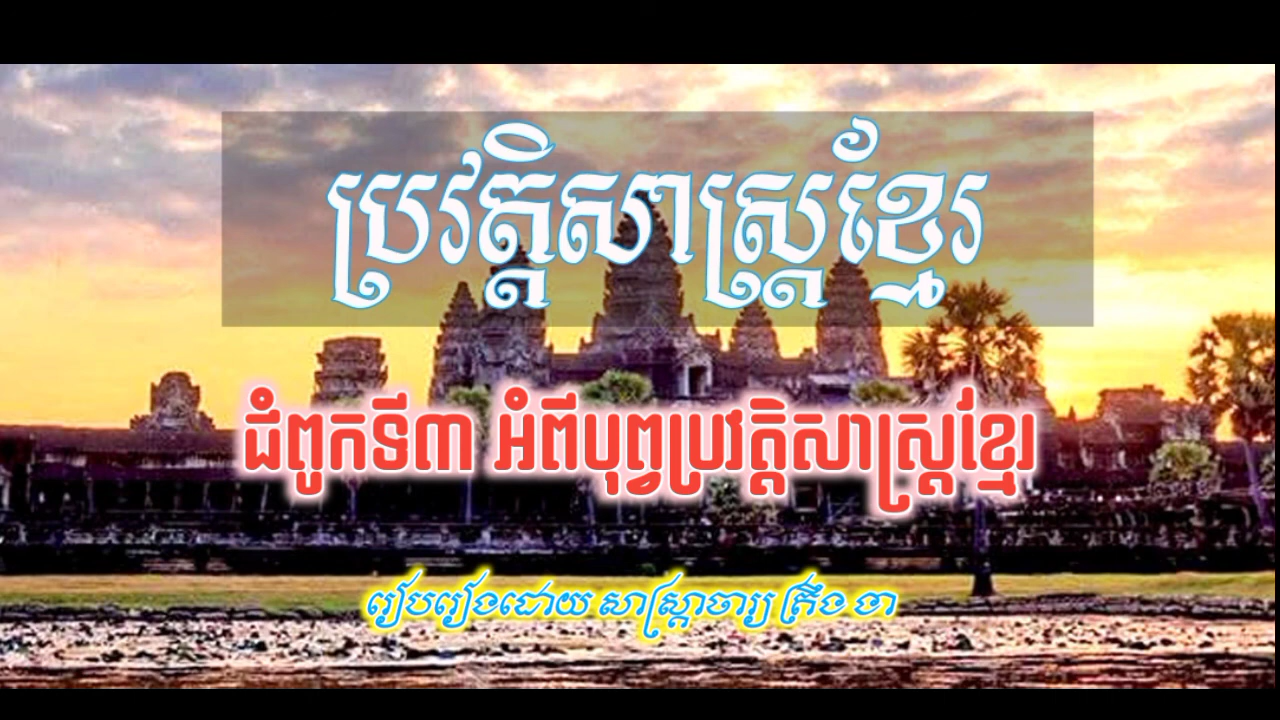 ប្រវត្តិសាស្ត្រខ្មែរ
ជំពូកទី៣ អំពីបុព្វប្រវត្តិសាស្ត្រខ្មែរ
រៀបរៀងដោយ សាស្ត្រាចារ្យ ត្រឹង ងា